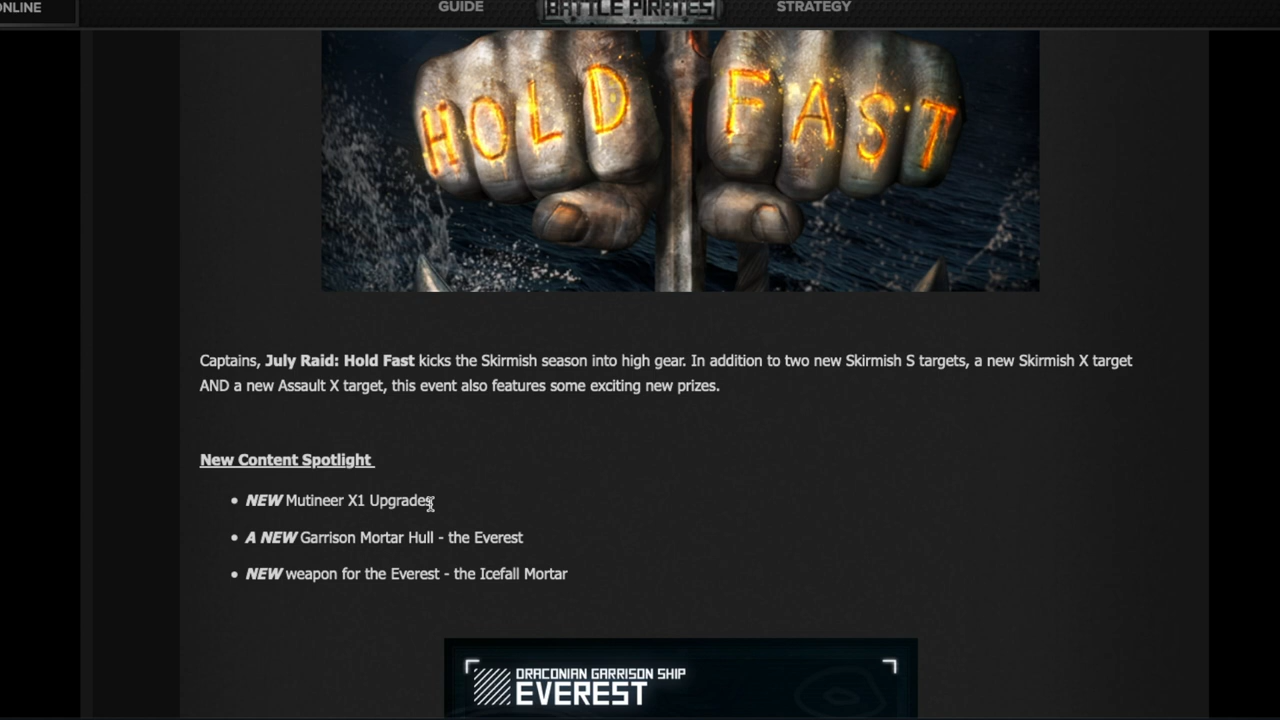 ONLINE
GUIDE
BATTLE PIRATES
STRATEGY
HOLD FAST
Captains, July Raid: Hold Fast kicks the Skirmish season into high gear. In addition to two new Skirmish S targets, a new Skirmish X target
AND a new Assault X target, this event also features some exciting new prizes.
New Content Spotlight
• NEW Mutineer X1 Upgrades
• A NEW Garrison Mortar Hull - the Everest
• NEW weapon for the Everest - the Icefall Mortar
DRACONIAN GARRISON SHIP
EVEREST